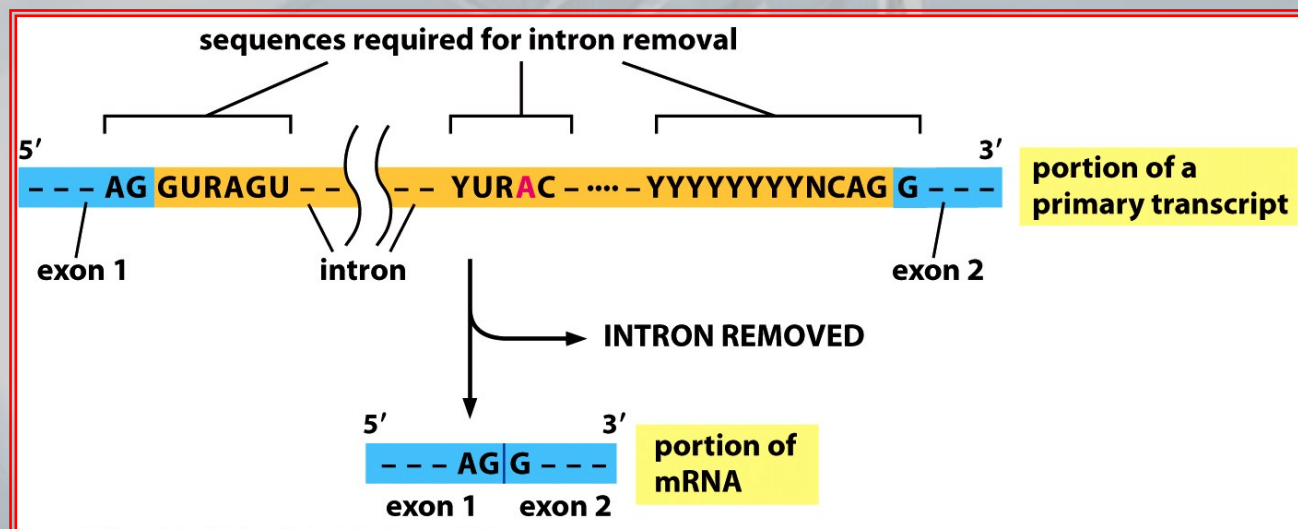 sequences required for intron removal
5′ 3′
– – – AG GURAGU – – – – YURAC – ···· – YYYYYYYYNCAG G – – –
portion of a
primary transcript
exon 1 intron exon 2
INTRON REMOVED
5′ 3′
– – – AG G – – –
exon 1 exon 2
portion of
mRNA